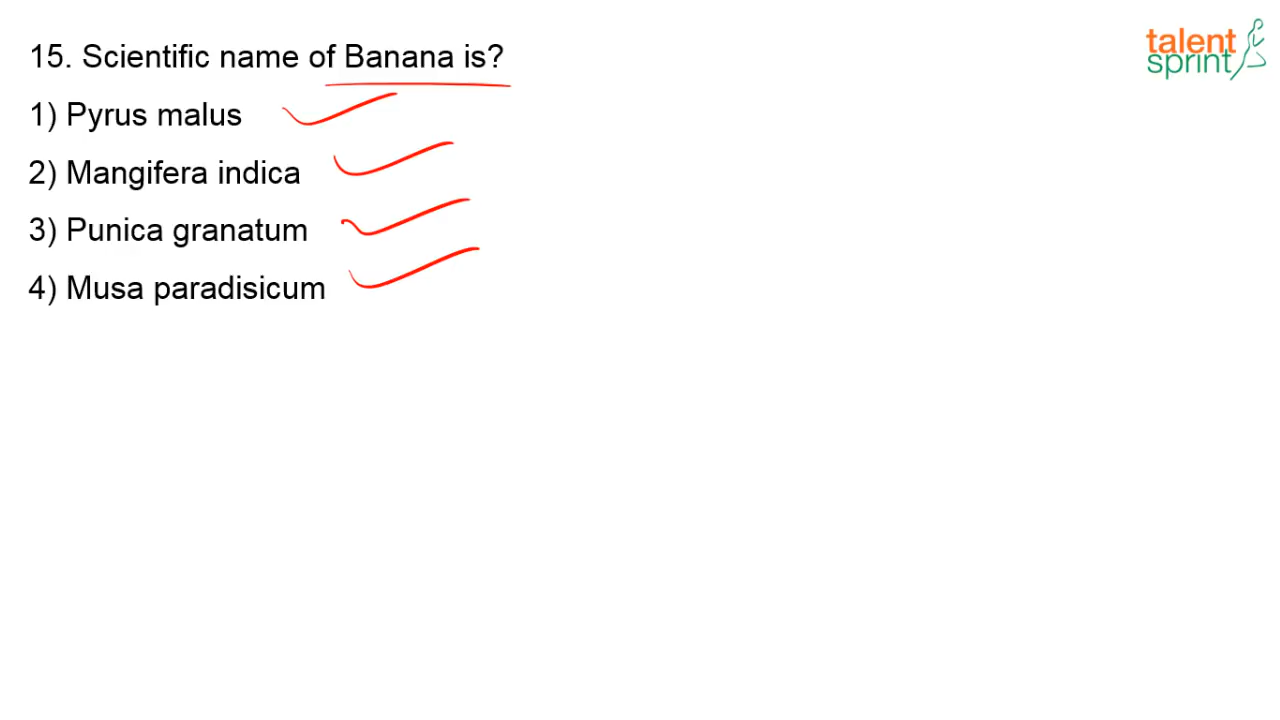 15. Scientific name of Banana is?
1) Pyrus malus
2) Mangifera indica
3) Punica granatum
4) Musa paradisicum
talent
sprint